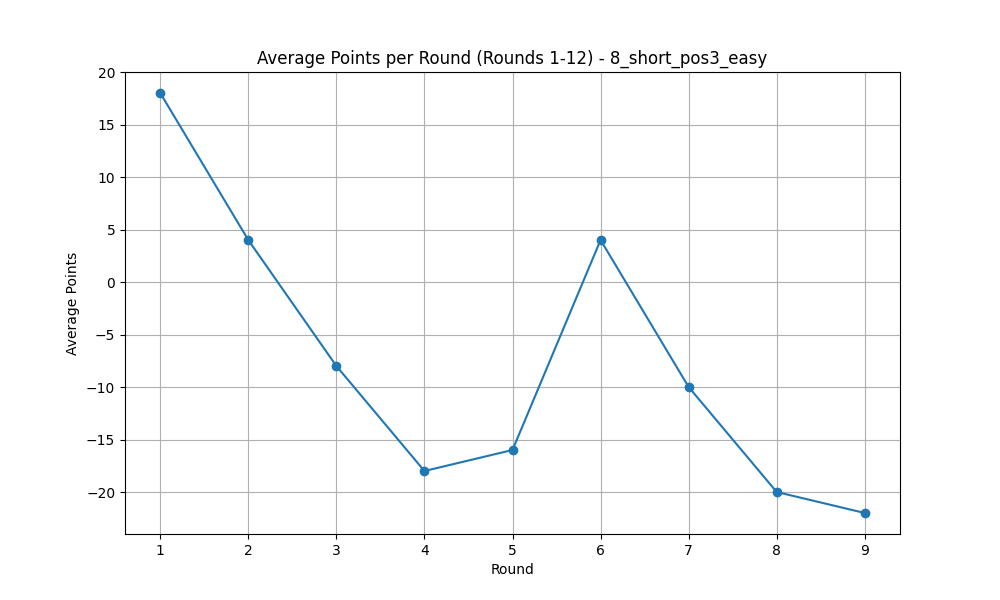 Average Points per Round (Rounds 1-12) - 8_short_pos3_easy
20
15
10
5
0
−5
−10
−15
−20
Average Points
1 2 3 4 5 6 7 8 9
Round